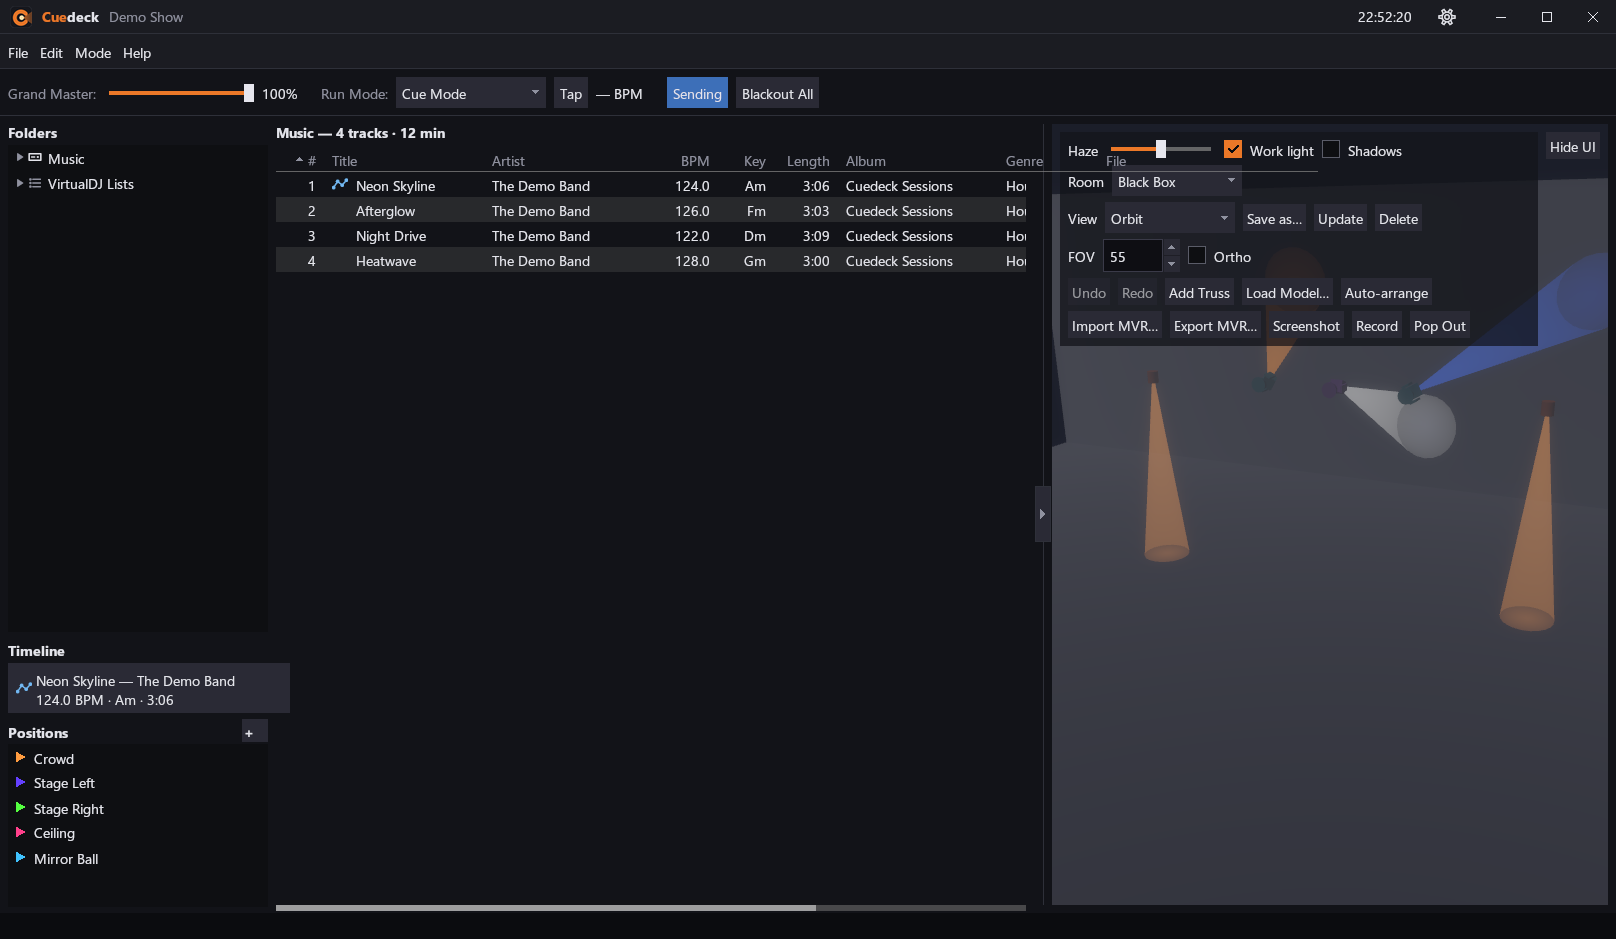 Cuedeck Demo Show 22:52:20
File Edit Mode Help
Grand Master: 100% Run Mode: Cue Mode Tap — BPM Sending Blackout All
Folders
Music
VirtualDJ Lists
Music — 4 tracks · 12 min
# Title Artist BPM Key Length Album Genre File
1 Neon Skyline The Demo Band 124.0 Am 3:06 Cuedeck Sessions Hou
2 Afterglow The Demo Band 126.0 Fm 3:03 Cuedeck Sessions Hou
3 Night Drive The Demo Band 122.0 Dm 3:09 Cuedeck Sessions Hou
4 Heatwave The Demo Band 128.0 Gm 3:00 Cuedeck Sessions Hou
Haze Work light Shadows Hide UI
Room Black Box
View Orbit Save as... Update Delete
FOV 55 Ortho
Undo Redo Add Truss Load Model... Auto-arrange
Import MVR... Export MVR... Screenshot Record Pop Out
Timeline
Neon Skyline — The Demo Band
124.0 BPM · Am · 3:06
Positions +
Crowd
Stage Left
Stage Right
Ceiling
Mirror Ball